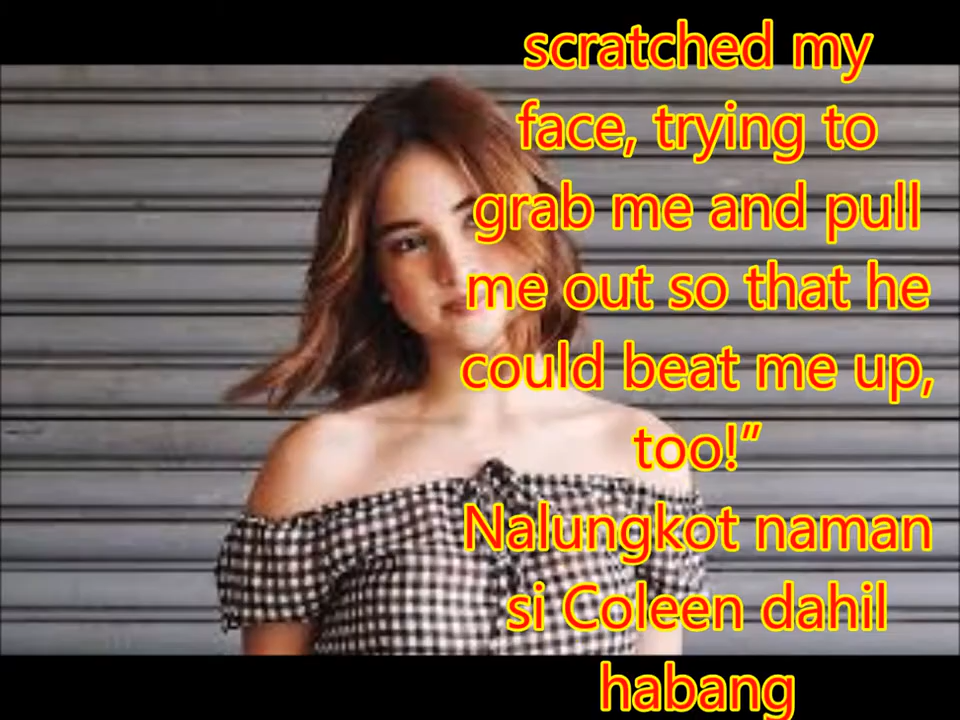 scratched my
face, trying to
grab me and pull
me out so that he
could beat me up,
too!”
Nalungkot naman
si Coleen dahil
habang